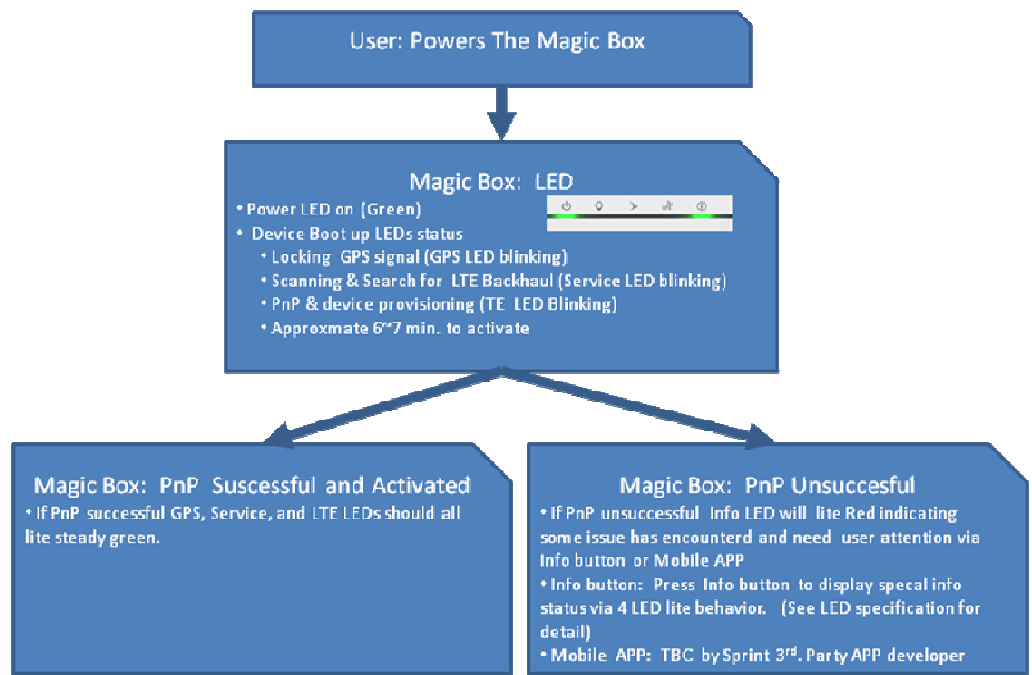 User: Powers The Magic Box
Magic Box: LED
• Power LED on (Green)
• Device Boot up LEDs status
• Locking GPS signal (GPS LED blinking)
• Scanning & Search for LTE Backhaul (Service LED blinking)
• PnP & device provisioning (TE LED Blinking)
• Approxmate 6~7 min. to activate
Magic Box: PnP Suscessful and Activated
• If PnP successful GPS, Service, and LTE LEDs should all
lite steady green.
Magic Box: PnP Unsuccesful
• If PnP unsuccessful Info LED will lite Red indicating
some issue has encounterd and need user attention via
Info button or Mobile APP
• Info button: Press Info button to display specal info
status via 4 LED lite behavior. (See LED specification for
detail)
• Mobile APP: TBC by Sprint 3rd. Party APP developer